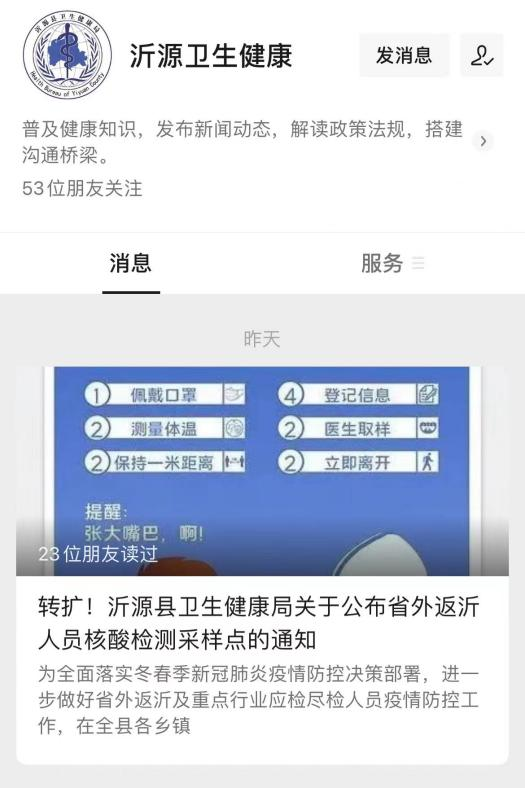 沂源县卫生健康局
Health Bureau of Yiyuan County
沂源卫生健康
发消息
普及健康知识，发布新闻动态，解读政策法规，搭建
沟通桥梁。
53位朋友关注
消息
服务
昨天
1 佩戴口罩
4 登记信息
2 测量体温
2 医生取样
2 保持一米距离
2 立即离开
提醒：
张大嘴巴，啊！
23位朋友读过
转扩！沂源县卫生健康局关于公布省外返沂
人员核酸检测采样点的通知
为全面落实冬春季新冠肺炎疫情防控决策部署，进一
步做好省外返沂及重点行业应检尽检人员疫情防控工
作，在全县各乡镇